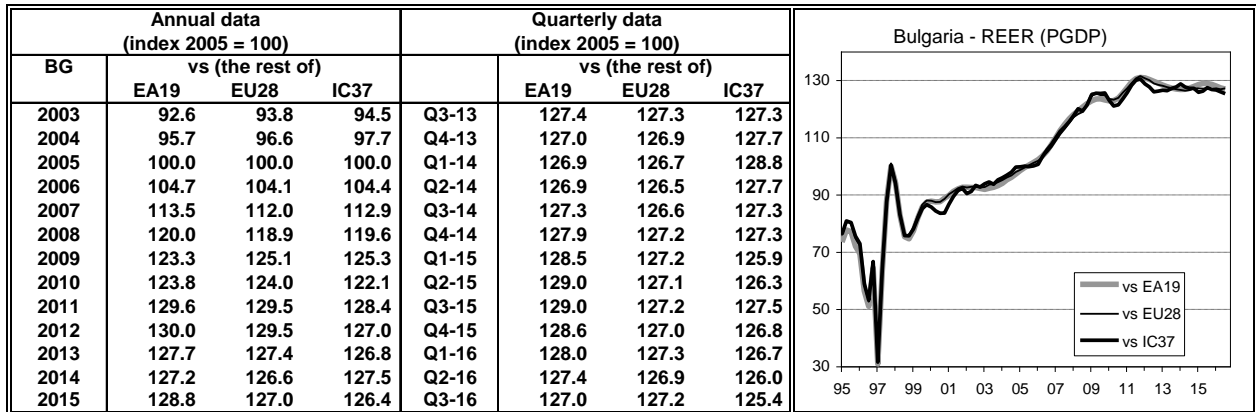 Annual data Quarterly data
(index 2005 = 100) (index 2005 = 100)
BG vs (the rest of) vs (the rest of)
EA19 EU28 IC37 EA19 EU28 IC37
2003 92.6 93.8 94.5 Q3-13 127.4 127.3 127.3
2004 95.7 96.6 97.7 Q4-13 127.0 126.9 127.7
2005 100.0 100.0 100.0 Q1-14 126.9 126.7 128.8
2006 104.7 104.1 104.4 Q2-14 126.9 126.5 127.7
2007 113.5 112.0 112.9 Q3-14 127.3 126.6 127.3
2008 120.0 118.9 119.6 Q4-14 127.9 127.2 127.3
2009 123.3 125.1 125.3 Q1-15 128.5 127.2 125.9
2010 123.8 124.0 122.1 Q2-15 129.0 127.1 126.3
2011 129.6 129.5 128.4 Q3-15 129.0 127.2 127.5
2012 130.0 129.5 127.0 Q4-15 128.6 127.0 126.8
2013 127.7 127.4 126.8 Q1-16 128.0 127.3 126.7
2014 127.2 126.6 127.5 Q2-16 127.4 126.9 126.0
2015 128.8 127.0 126.4 Q3-16 127.0 127.2 125.4
Bulgaria - REER (PGDP)
130
110
90
70
50
30
vs EA19
vs EU28
vs IC37
95 97 99 01 03 05 07 09 11 13 15